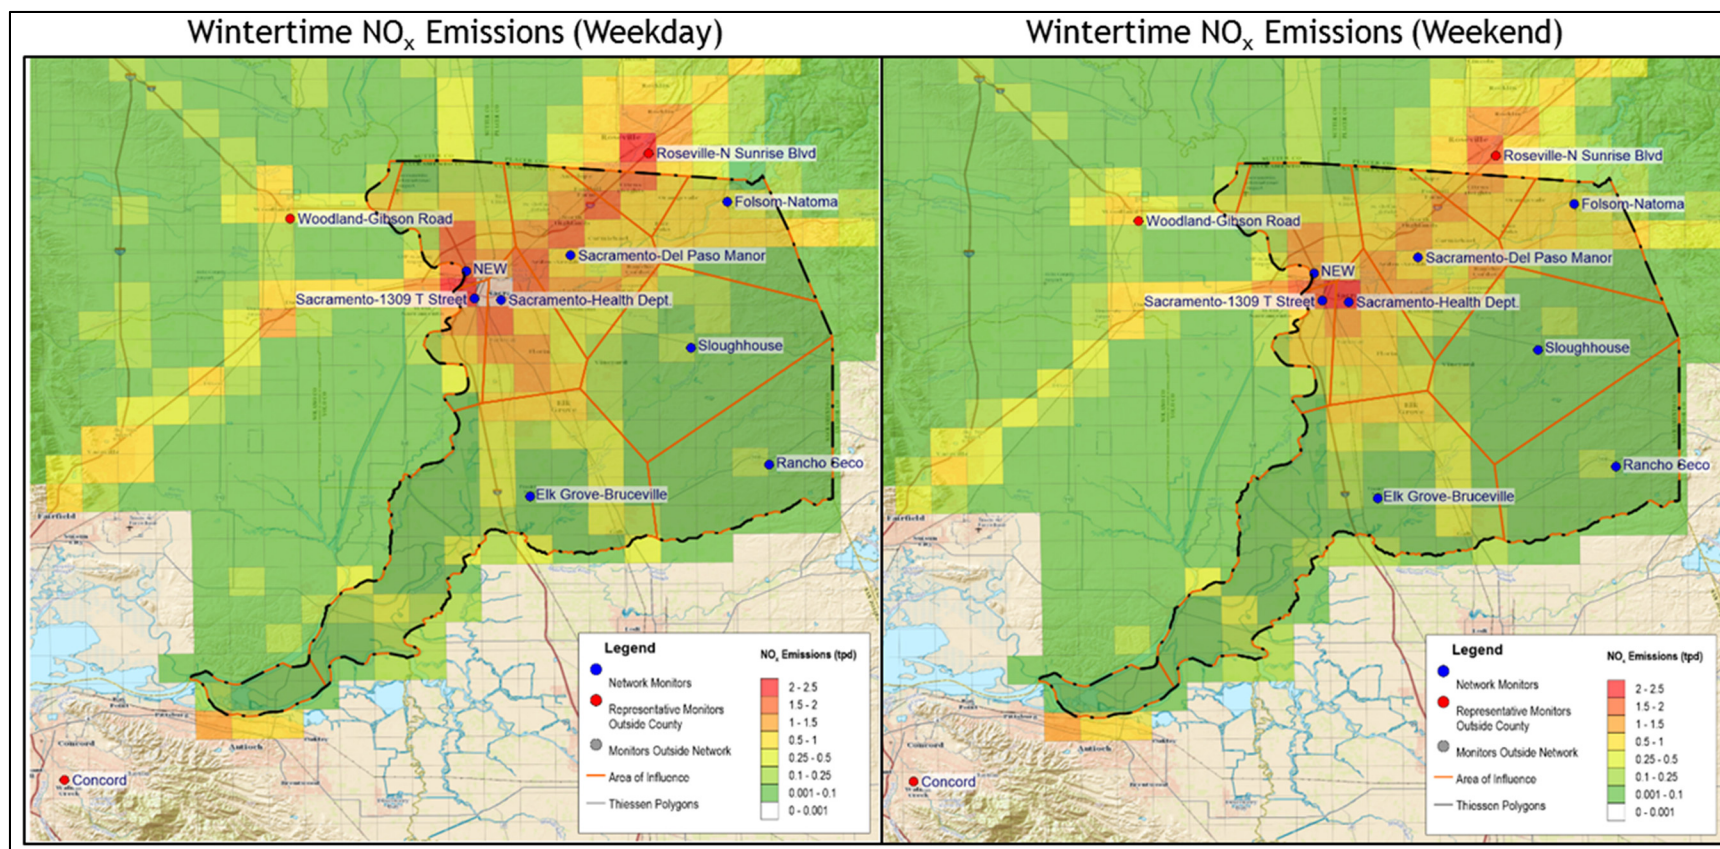 Wintertime NOx Emissions (Weekday)
Wintertime NOx Emissions (Weekend)
Roseville-N Sunrise Blvd
Folsom-Natoma
Woodland-Gibson Road
Sacramento-Del Paso Manor
NEW
Sacramento-1309 T Street
Sacramento-Health Dept.
Sloughhouse
Rancho Seco
Elk Grove-Bruceville
Fairfield
Antioch
Concord
Concord
Legend
Network Monitors
Representative Monitors
Outside County
Monitors Outside Network
Area of Influence
Thiessen Polygons
NOx Emissions (tpd)
2 - 2.5
1.5 - 2
1 - 1.5
0.5 - 1
0.25 - 0.5
0.1 - 0.25
0.001 - 0.1
0 - 0.001
Roseville-N Sunrise Blvd
Folsom-Natoma
Woodland-Gibson Road
Sacramento-Del Paso Manor
NEW
Sacramento-1309 T Street
Sacramento-Health Dept.
Sloughhouse
Rancho Seco
Elk Grove-Bruceville
Fairfield
Antioch
Concord
Concord
Legend
Network Monitors
Representative Monitors
Outside County
Monitors Outside Network
Area of Influence
Thiessen Polygons
NOx Emissions (tpd)
2 - 2.5
1.5 - 2
1 - 1.5
0.5 - 1
0.25 - 0.5
0.1 - 0.25
0.001 - 0.1
0 - 0.001